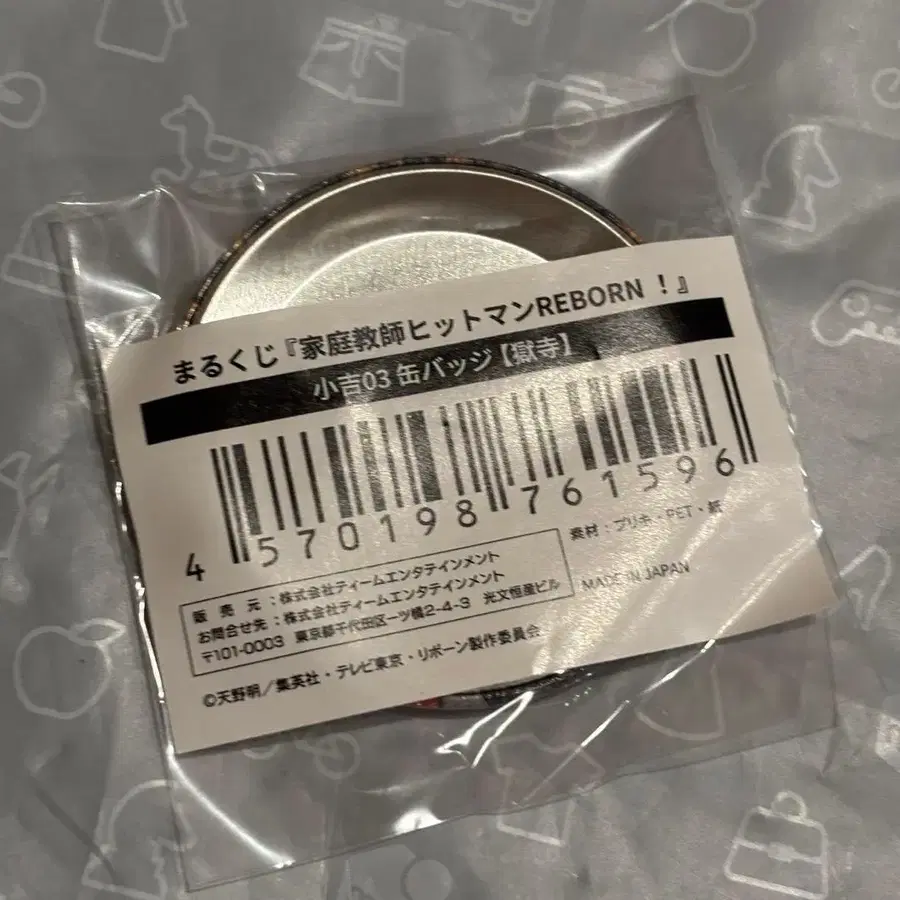 まるくじ『家庭教師ヒットマンREBORN ！』
小吉03 缶バッジ【獄寺】
4 570198 761596
素材：ブリキ・PET・紙
販　売　元：株式会社ティームエンタテインメント
お問合せ先：株式会社ティームエンタテインメント
〒101-0003　東京都千代田区一ツ橋2-4-3　光文恒産ビル
MADE IN JAPAN
©天野明／集英社・テレビ東京・リボーン製作委員会